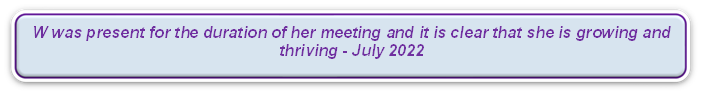 W was present for the duration of her meeting and it is clear that she is growing and
thriving - July 2022